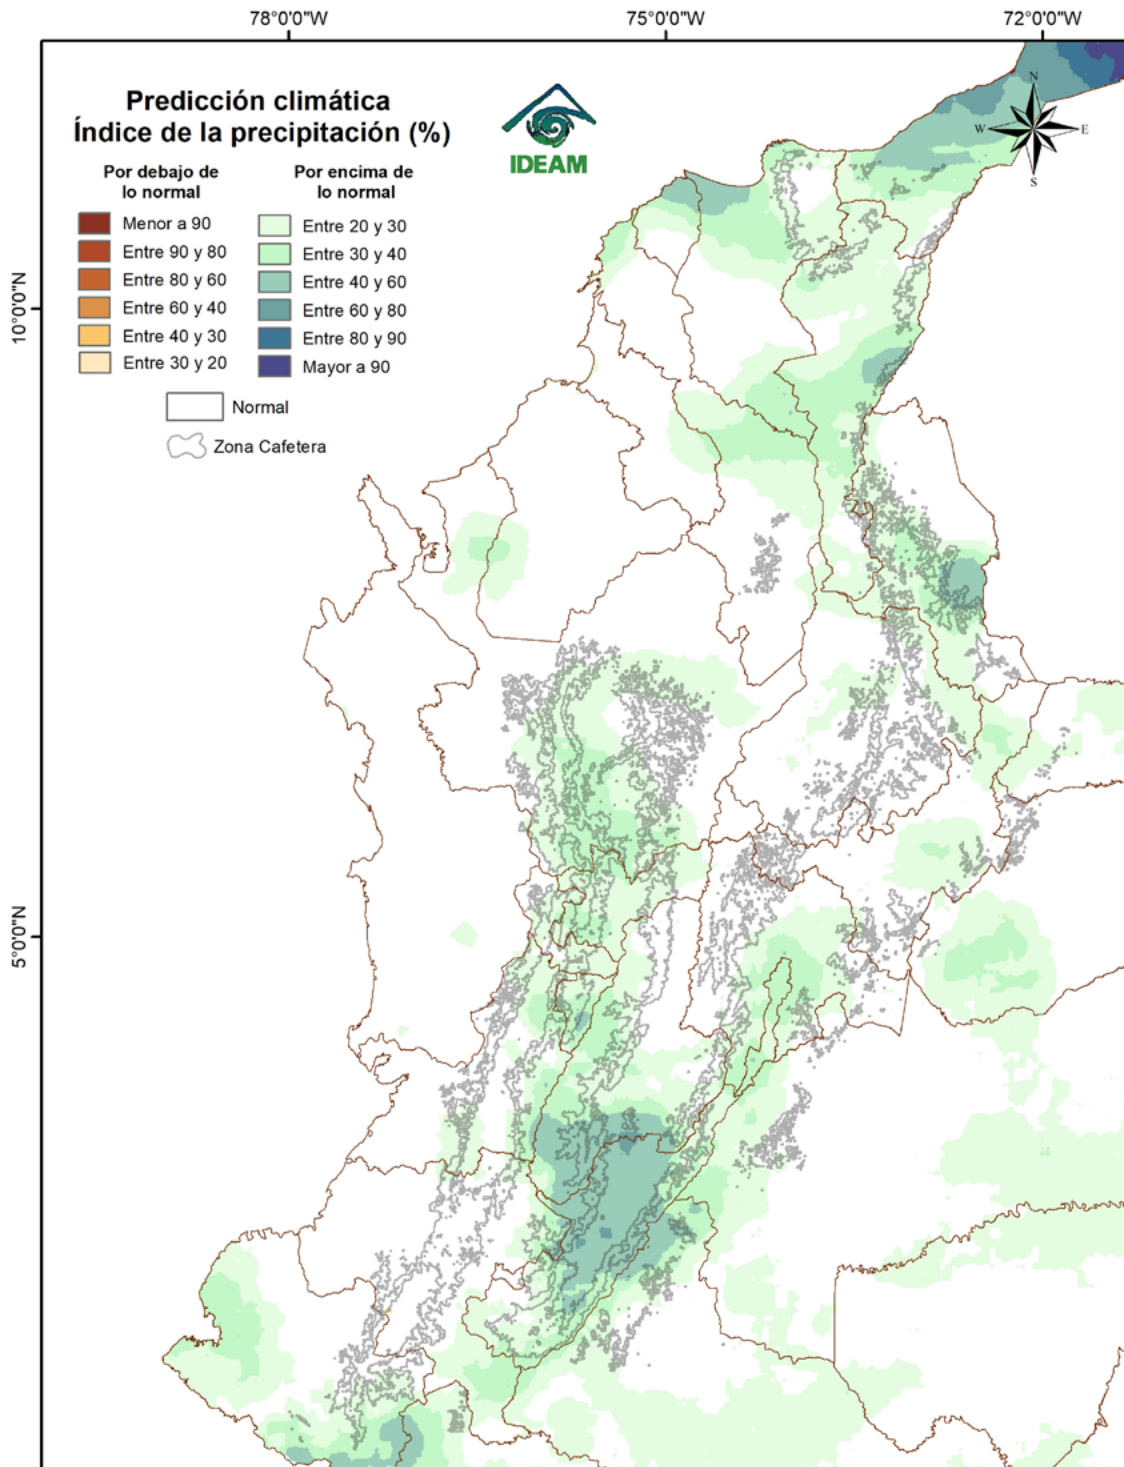 78°0'0"W 75°0'0"W 72°0'0"W
Predicción climática
Índice de la precipitación (%)
IDEAM
N
W E
S
Por debajo de
lo normal
Menor a 90
Entre 90 y 80
Entre 80 y 60
Entre 60 y 40
Entre 40 y 30
Entre 30 y 20
Por encima de
lo normal
Entre 20 y 30
Entre 30 y 40
Entre 40 y 60
Entre 60 y 80
Entre 80 y 90
Mayor a 90
Normal
Zona Cafetera
10°0'0"N
5°0'0"N